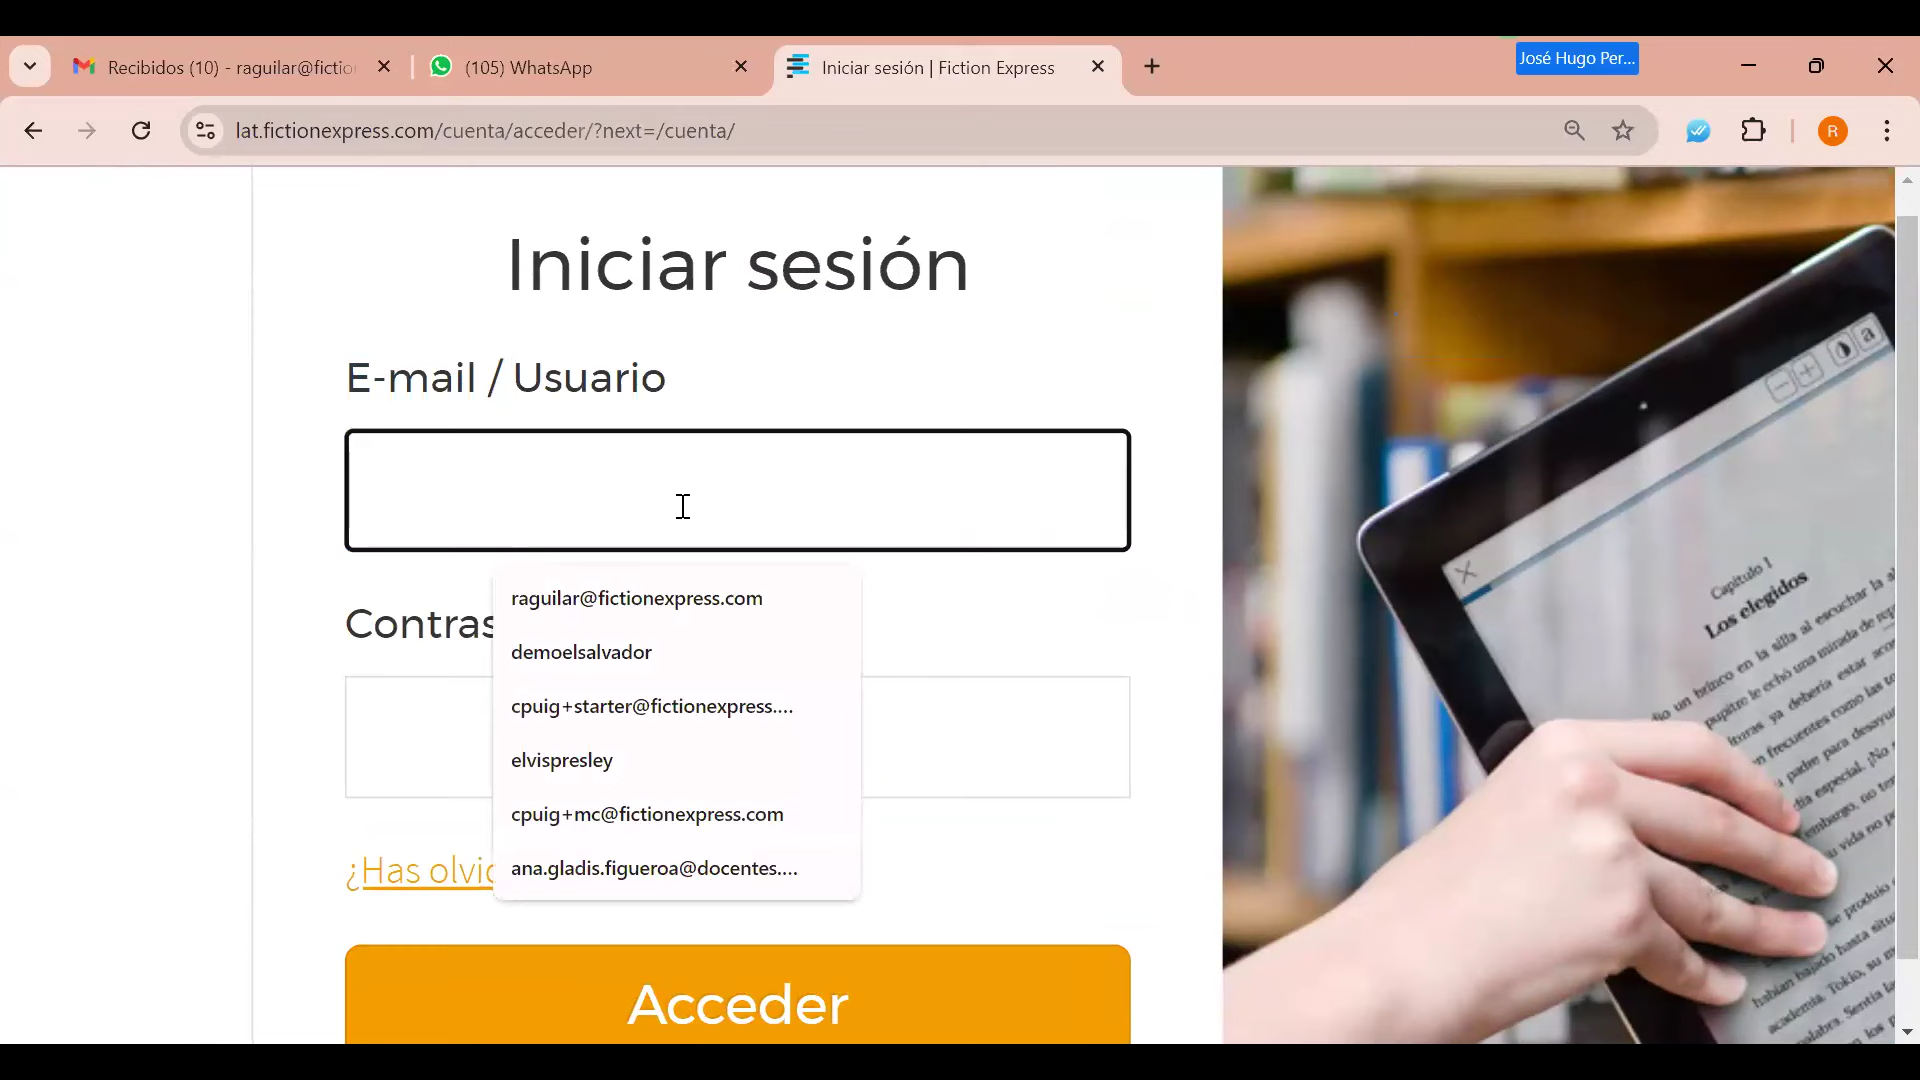 Recibidos (10) - raguilar@fictio
(105) WhatsApp
Iniciar sesión | Fiction Express
José Hugo Per...
lat.fictionexpress.com/cuenta/acceder/?next=/cuenta/
R
Iniciar sesión
E-mail / Usuario
raguilar@fictionexpress.com
Contras
demoelsalvador
cpuig+starter@fictionexpress....
elvispresley
cpuig+mc@fictionexpress.com
¿Has olvid
ana.gladis.figueroa@docentes....
Acceder
a
Capítulo 1
Los elegidos